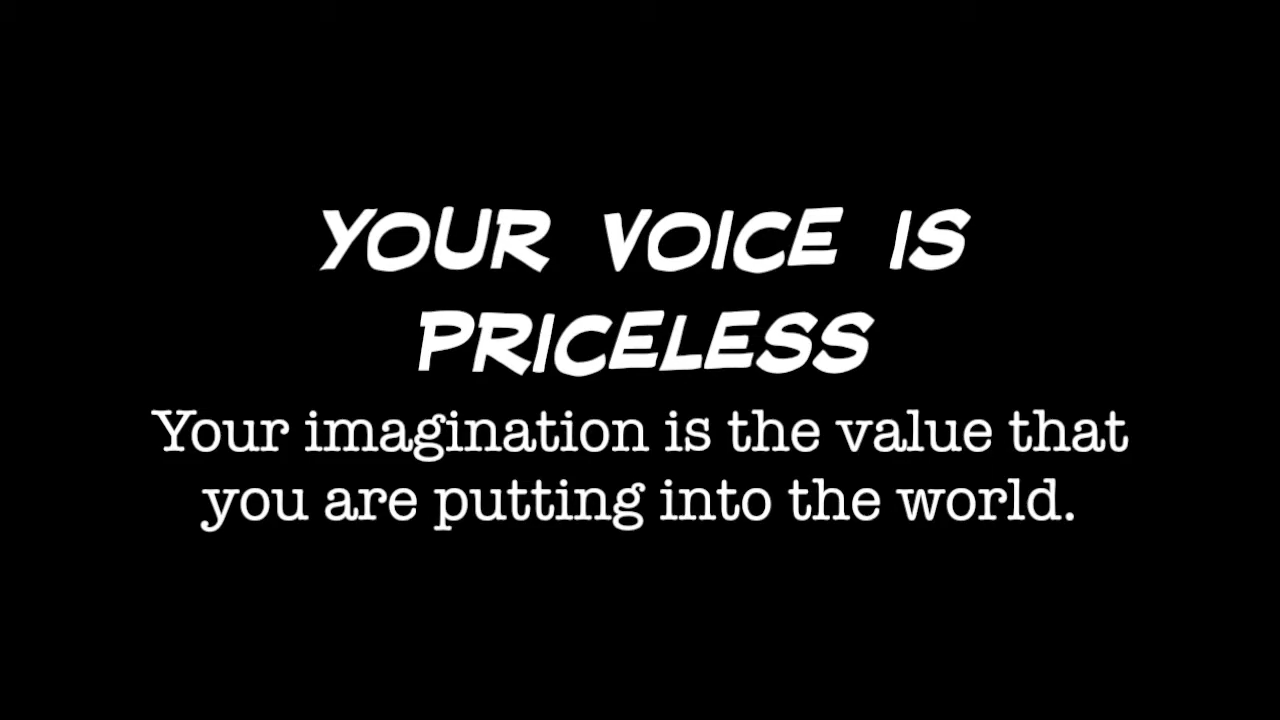 YOUR VOICE IS
PRICELESS
Your imagination is the value that
you are putting into the world.